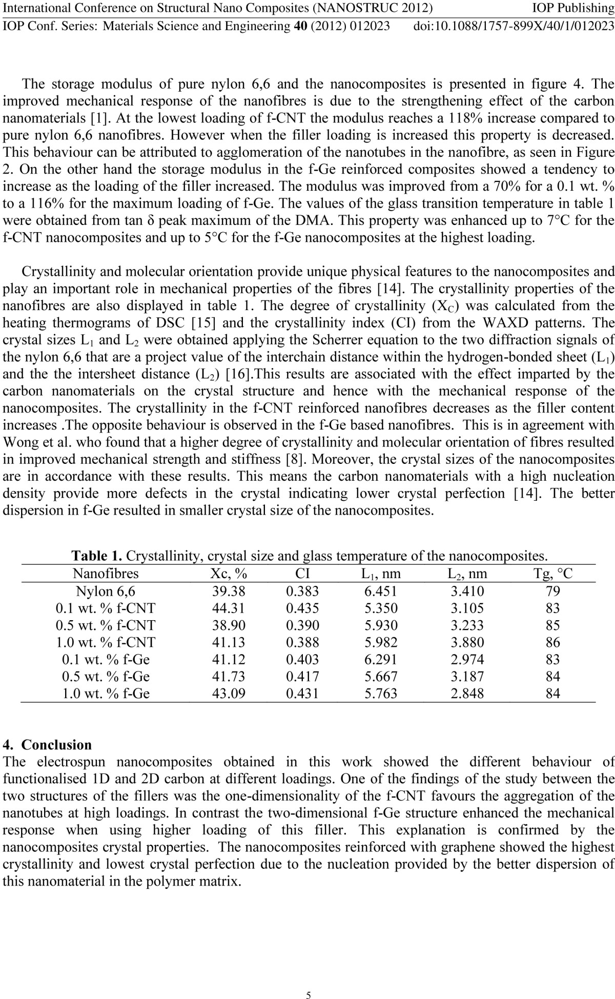 International Conference on Structural Nano Composites (NANOSTRUC 2012) IOP Publishing
IOP Conf. Series: Materials Science and Engineering 40 (2012) 012023 doi:10.1088/1757-899X/40/1/012023
The storage modulus of pure nylon 6,6 and the nanocomposites is presented in figure 4. The
improved mechanical response of the nanofibres is due to the strengthening effect of the carbon
nanomaterials [1]. At the lowest loading of f-CNT the modulus reaches a 118% increase compared to
pure nylon 6,6 nanofibres. However when the filler loading is increased this property is decreased.
This behaviour can be attributed to agglomeration of the nanotubes in the nanofibre, as seen in Figure
2. On the other hand the storage modulus in the f-Ge reinforced composites showed a tendency to
increase as the loading of the filler increased. The modulus was improved from a 70% for a 0.1 wt. %
to a 116% for the maximum loading of f-Ge. The values of the glass transition temperature in table 1
were obtained from tan δ peak maximum of the DMA. This property was enhanced up to 7°C for the
f-CNT nanocomposites and up to 5°C for the f-Ge nanocomposites at the highest loading.
Crystallinity and molecular orientation provide unique physical features to the nanocomposites and
play an important role in mechanical properties of the fibres [14]. The crystallinity properties of the
nanofibres are also displayed in table 1. The degree of crystallinity (XC) was calculated from the
heating thermograms of DSC [15] and the crystallinity index (CI) from the WAXD patterns. The
crystal sizes L1 and L2 were obtained applying the Scherrer equation to the two diffraction signals of
the nylon 6,6 that are a project value of the interchain distance within the hydrogen-bonded sheet (L1)
and the the intersheet distance (L2) [16].This results are associated with the effect imparted by the
carbon nanomaterials on the crystal structure and hence with the mechanical response of the
nanocomposites. The crystallinity in the f-CNT reinforced nanofibres decreases as the filler content
increases .The opposite behaviour is observed in the f-Ge based nanofibres. This is in agreement with
Wong et al. who found that a higher degree of crystallinity and molecular orientation of fibres resulted
in improved mechanical strength and stiffness [8]. Moreover, the crystal sizes of the nanocomposites
are in accordance with these results. This means the carbon nanomaterials with a high nucleation
density provide more defects in the crystal indicating lower crystal perfection [14]. The better
dispersion in f-Ge resulted in smaller crystal size of the nanocomposites.
Table 1. Crystallinity, crystal size and glass temperature of the nanocomposites.
Nanofibres Xc, % CI L1, nm L2, nm Tg, °C
Nylon 6,6 39.38 0.383 6.451 3.410 79
0.1 wt. % f-CNT 44.31 0.435 5.350 3.105 83
0.5 wt. % f-CNT 38.90 0.390 5.930 3.233 85
1.0 wt. % f-CNT 41.13 0.388 5.982 3.880 86
0.1 wt. % f-Ge 41.12 0.403 6.291 2.974 83
0.5 wt. % f-Ge 41.73 0.417 5.667 3.187 84
1.0 wt. % f-Ge 43.09 0.431 5.763 2.848 84
4. Conclusion
The electrospun nanocomposites obtained in this work showed the different behaviour of
functionalised 1D and 2D carbon at different loadings. One of the findings of the study between the
two structures of the fillers was the one-dimensionality of the f-CNT favours the aggregation of the
nanotubes at high loadings. In contrast the two-dimensional f-Ge structure enhanced the mechanical
response when using higher loading of this filler. This explanation is confirmed by the
nanocomposites crystal properties. The nanocomposites reinforced with graphene showed the highest
crystallinity and lowest crystal perfection due to the nucleation provided by the better dispersion of
this nanomaterial in the polymer matrix.
5